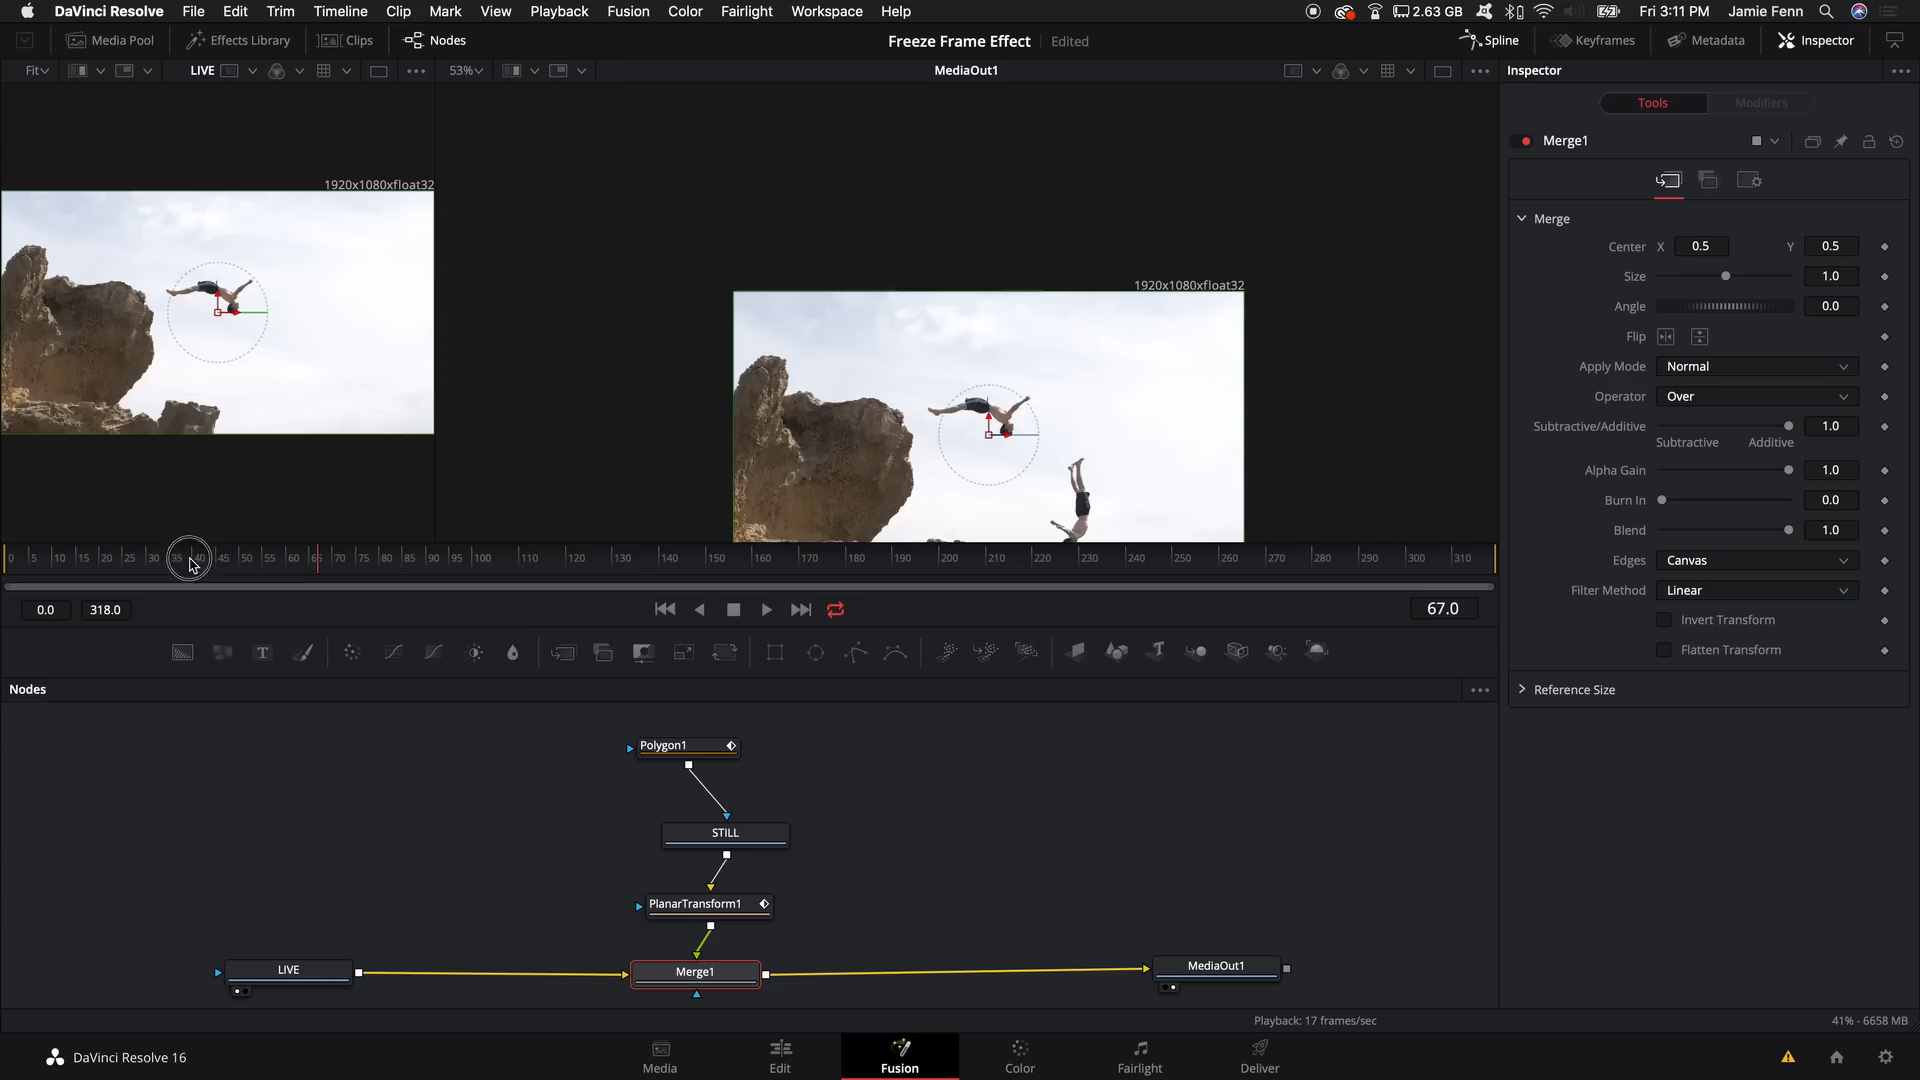 DaVinci Resolve File Edit Trim Timeline Clip Mark View Playback Fusion Color Fairlight Workspace Help 2.63 GB Fri 3:11 PM Jamie Fenn
Media Pool Effects Library Clips Nodes Freeze Frame Effect Edited Spline Keyframes Metadata Inspector
Fit LIVE 53% MediaOut1 Inspector
Tools Modifiers
Merge1
1920x1080xfloat32
1920x1080xfloat32
Merge
Center X 0.5 Y 0.5
Size 1.0
Angle 0.0
Flip
Apply Mode Normal
Operator Over
Subtractive/Additive 1.0
Subtractive Additive
Alpha Gain 1.0
Burn In 0.0
Blend 1.0
Edges Canvas
Filter Method Linear
Invert Transform
Flatten Transform
Reference Size
0 5 10 15 20 25 30 35 40 45 50 55 60 65 70 75 80 85 90 95 100 110 120 130 140 150 160 170 180 190 200 210 220 230 240 250 260 270 280 290 300 310
0.0 318.0 67.0
Nodes
Polygon1
STILL
PlanarTransform1
LIVE Merge1 MediaOut1
Playback: 17 frames/sec 41% - 6658 MB
DaVinci Resolve 16 Media Edit Fusion Color Fairlight Deliver